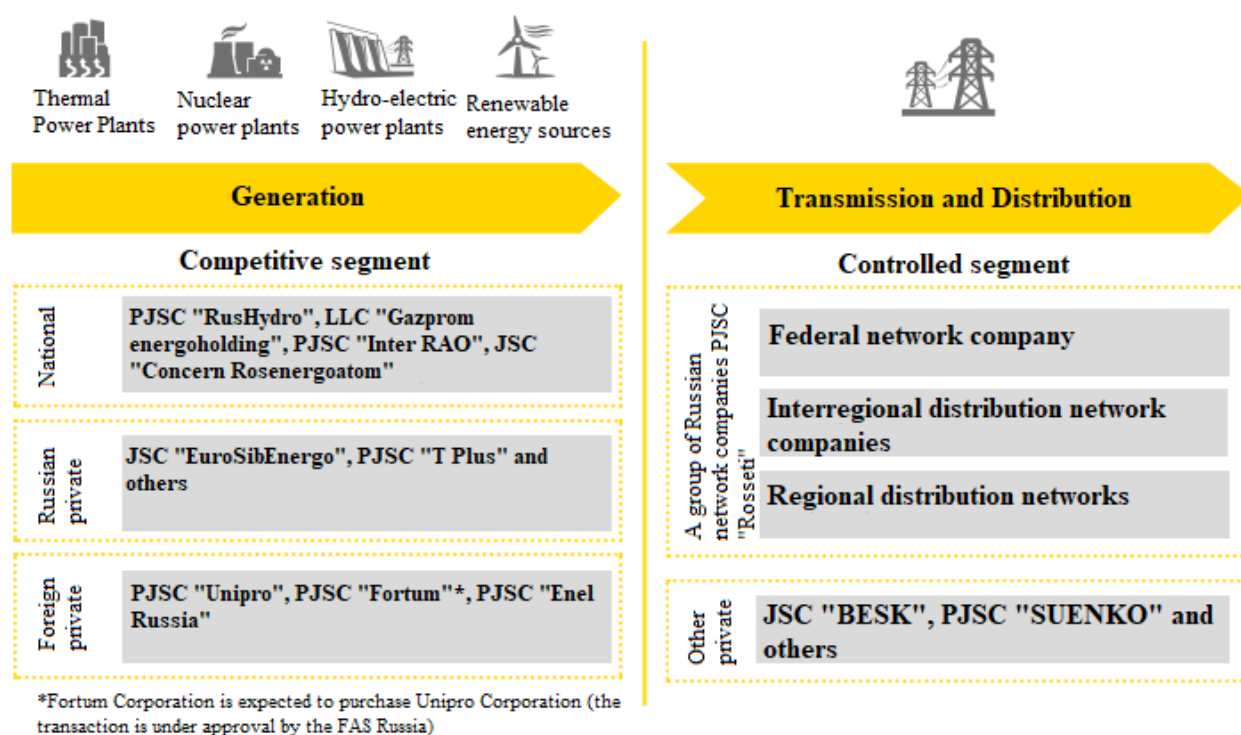 Thermal
Power Plants
Nuclear
power plants
Hydro-electric
power plants
Renewable
energy sources
Generation
Competitive segment
National
PJSC "RusHydro", LLC "Gazprom
energoholding", PJSC "Inter RAO", JSC
"Concern Rosenergoatom"
Russian
private
JSC "EuroSibEnergo", PJSC "T Plus" and
others
Foreign
private
PJSC "Unipro", PJSC "Fortum"*, PJSC "Enel
Russia"
*Fortum Corporation is expected to purchase Unipro Corporation (the
transaction is under approval by the FAS Russia)
Transmission and Distribution
Controlled segment
A group of Russian
network companies PJSC
"Rosseti"
Federal network company
Interregional distribution network
companies
Regional distribution networks
Other
private
JSC "BESK", PJSC "SUENKO" and
others